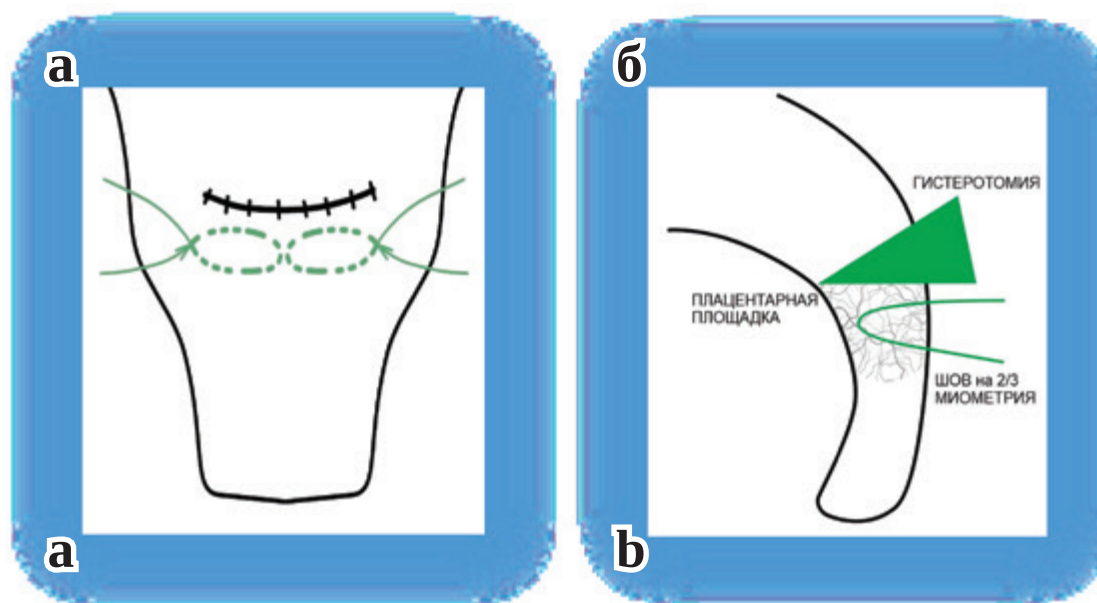 а
б
ГИСТЕРОТОМИЯ
ПЛАЦЕНТАРНАЯ
ПЛОЩАДКА
ШОВ на 2/3
МИОМЕТРИЯ
a
b